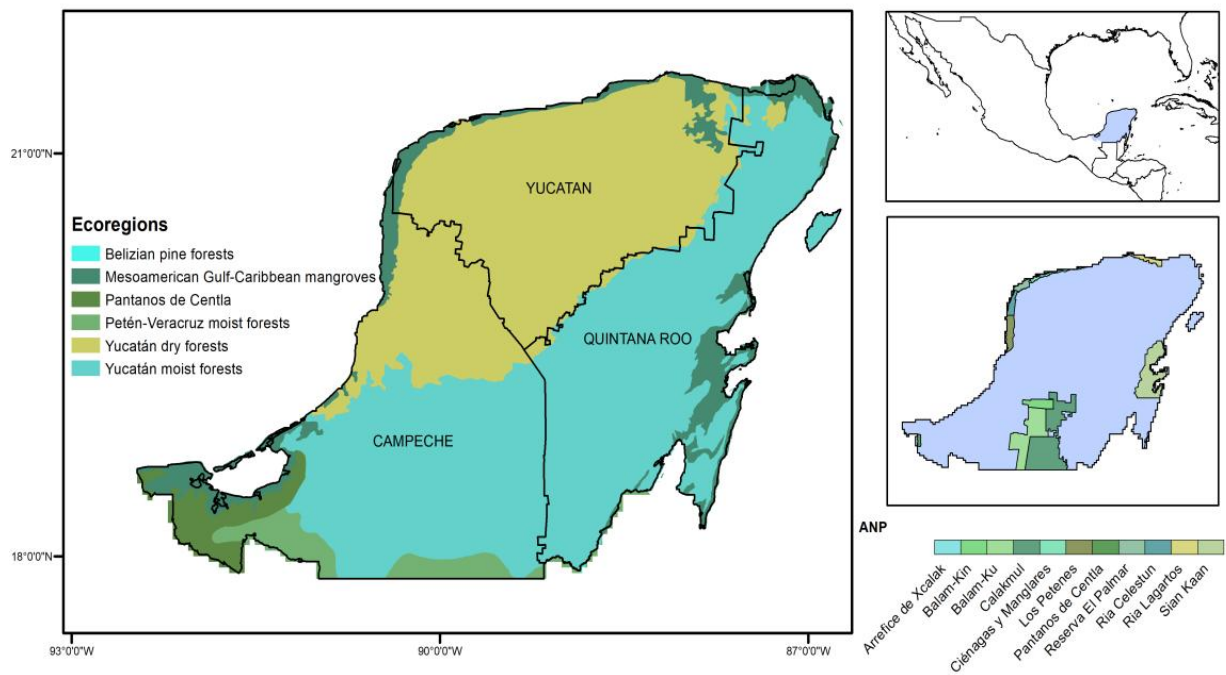 21°0'0"N
18°0'0"N
93°0'0"W
90°0'0"W
87°0'0"W
YUCATAN
QUINTANA ROO
CAMPECHE
Ecoregions
Belizian pine forests
Mesoamerican Gulf-Caribbean mangroves
Pantanos de Centla
Petén-Veracruz moist forests
Yucatán dry forests
Yucatán moist forests
ANP
Arrefice de Xcalak
Balam-Kin
Balam-Ku
Calakmul
Ciénagas y Manglares
Los Petenes
Pantanos de Centla
Reserva El Palmar
Ria Celestun
Ria Lagartos
Sian Kaan